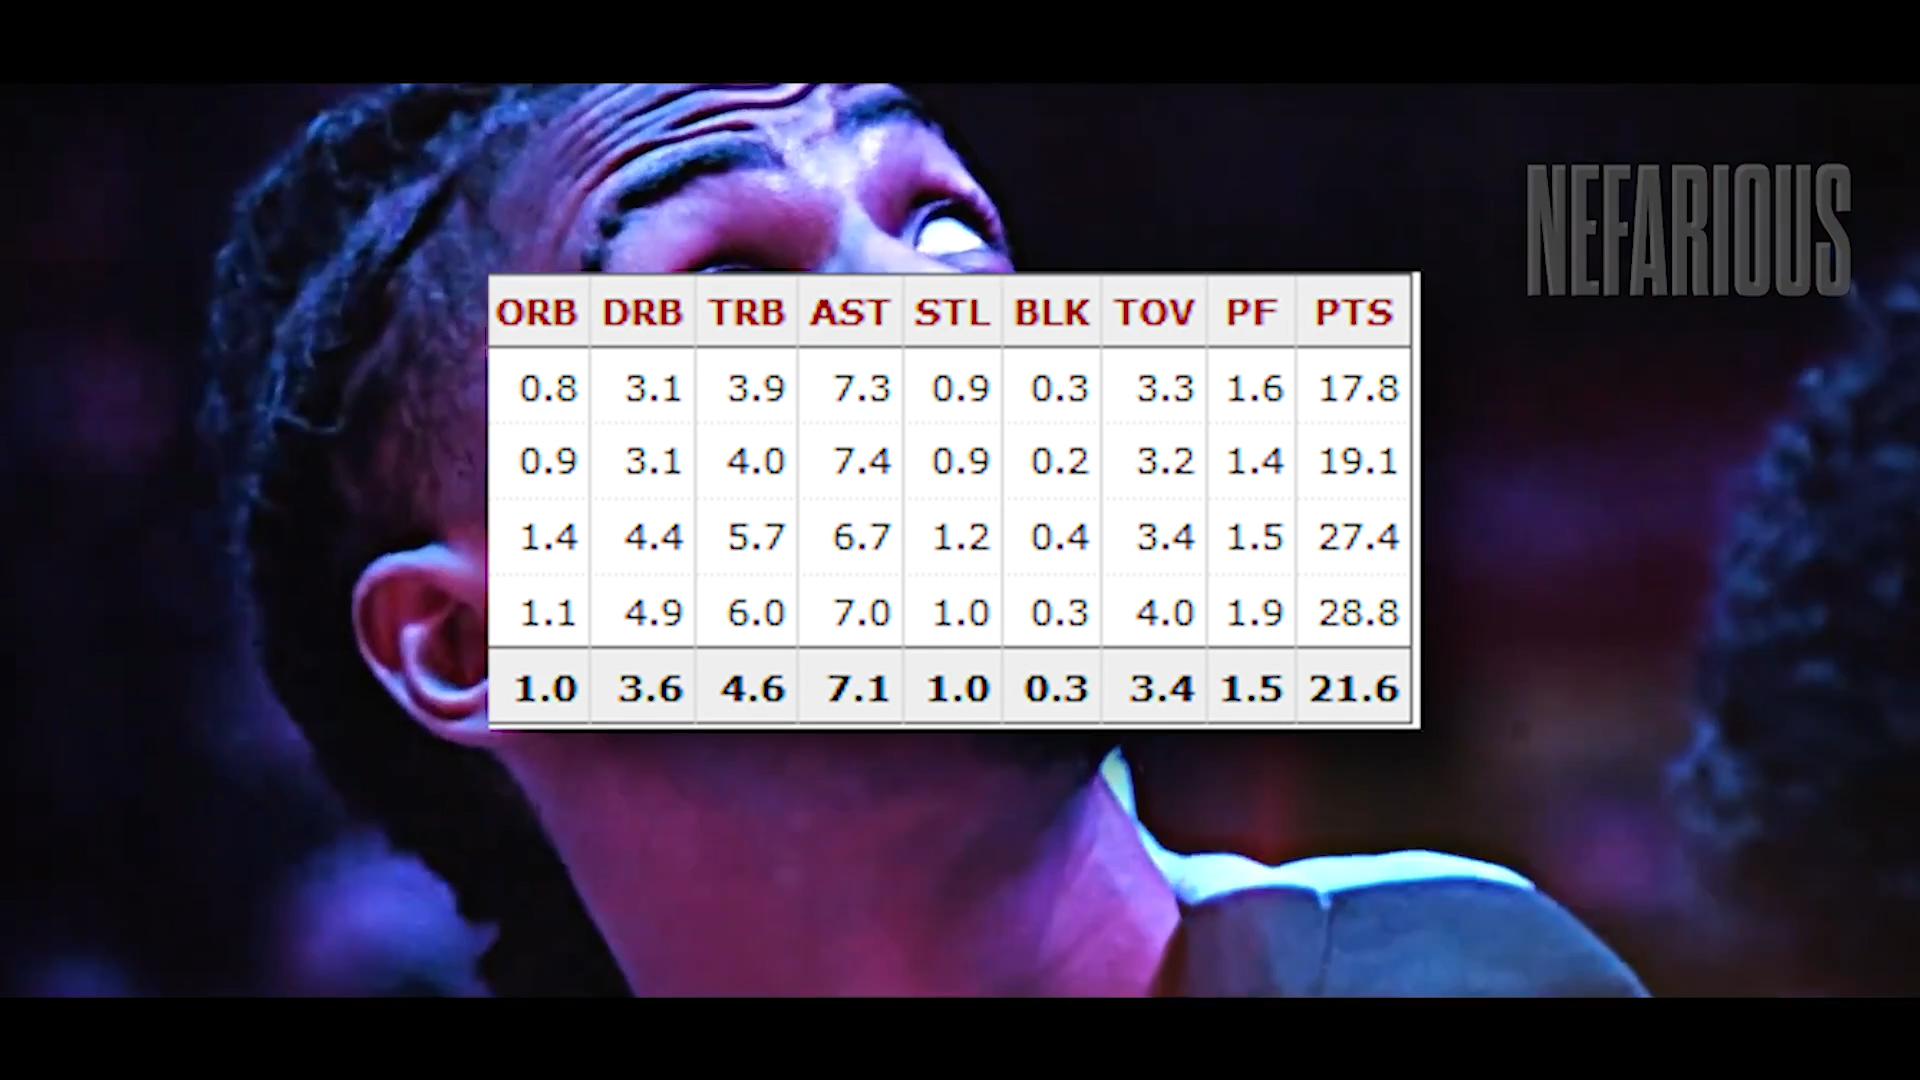 NEFARIOUS
ORB DRB TRB AST STL BLK TOV PF PTS
0.8 3.1 3.9 7.3 0.9 0.3 3.3 1.6 17.8
0.9 3.1 4.0 7.4 0.9 0.2 3.2 1.4 19.1
1.4 4.4 5.7 6.7 1.2 0.4 3.4 1.5 27.4
1.1 4.9 6.0 7.0 1.0 0.3 4.0 1.9 28.8
1.0 3.6 4.6 7.1 1.0 0.3 3.4 1.5 21.6